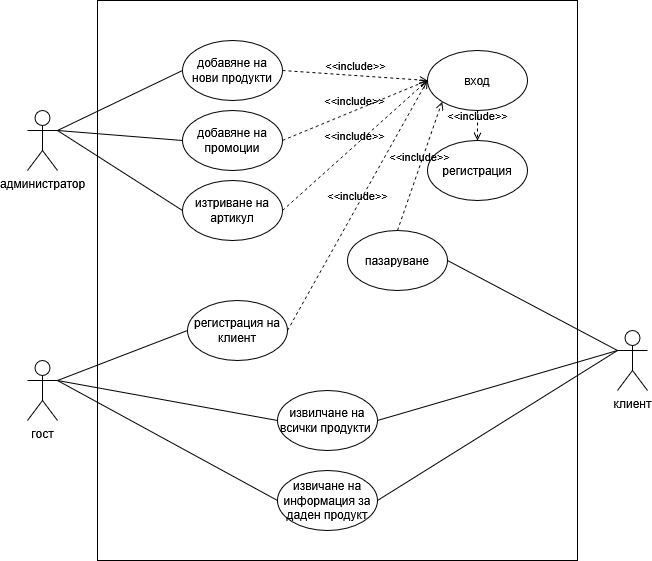 добавяне на
нови продукти
<<include>>
вход
добавяне на
промоции
<<include>>
<<include>>
<<include>>
администратор
изтриване на
артикул
<<include>>
регистрация
<<include>>
пазаруване
регистрация на
клиент
гост
клиент
извилчане на
всички продукти
извичане на
информация за
даден продукт